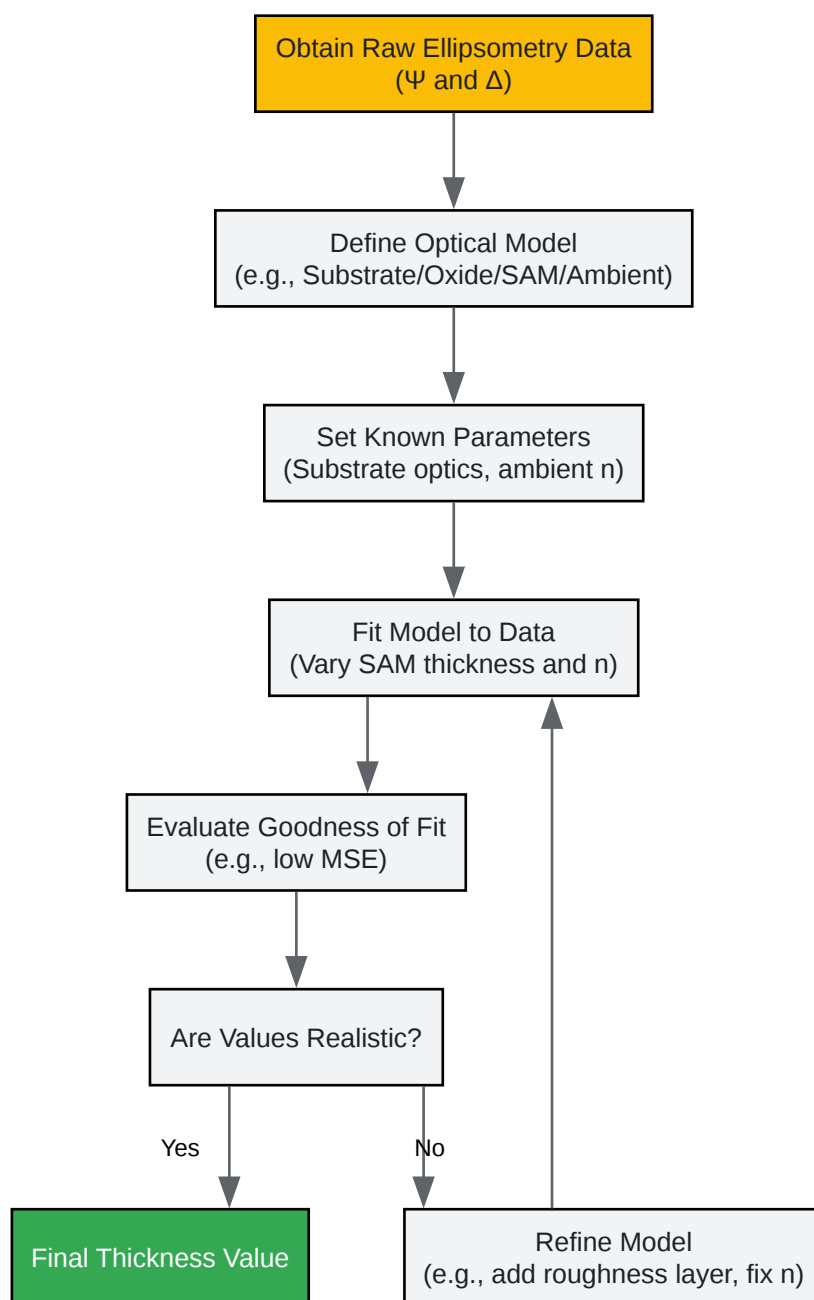 Obtain Raw Ellipsometry Data
(Ψ and Δ)
Define Optical Model
(e.g., Substrate/Oxide/SAM/Ambient)
Set Known Parameters
(Substrate optics, ambient n)
Fit Model to Data
(Vary SAM thickness and n)
Evaluate Goodness of Fit
(e.g., low MSE)
Are Values Realistic?
Yes
No
Final Thickness Value
Refine Model
(e.g., add roughness layer, fix n)